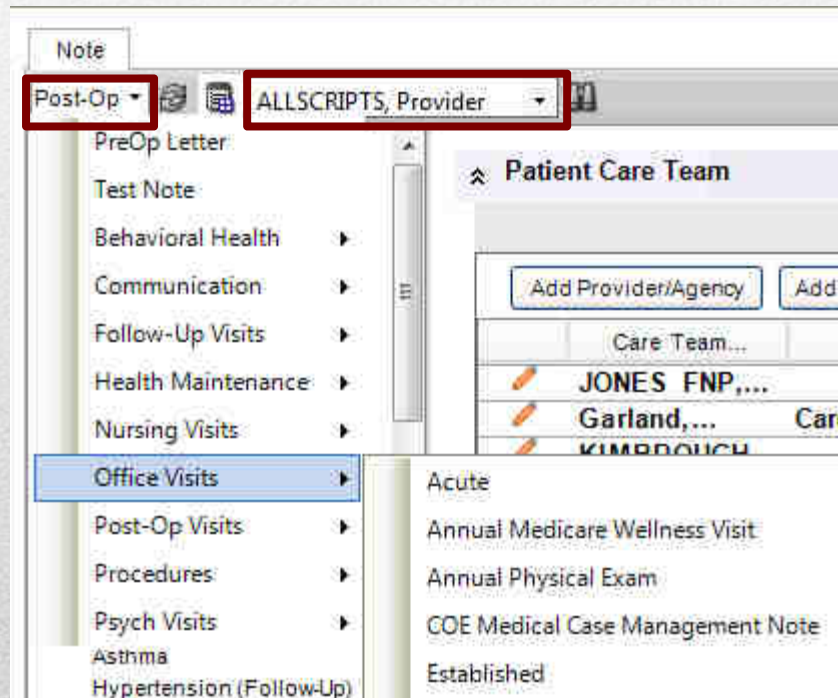 Note
Post-Op
ALLSCRIPTS, Provider
PreOp Letter
Test Note
Behavioral Health
Communication
Follow-Up Visits
Health Maintenance
Nursing Visits
Office Visits
Post-Op Visits
Procedures
Psych Visits
Asthma
Hypertension (Follow-Up)
Patient Care Team
Add Provider/Agency
Add
Care Team...
JONES FNP,...
Garland,... Car
KIMBROUGH
Acute
Annual Medicare Wellness Visit
Annual Physical Exam
COE Medical Case Management Note
Established